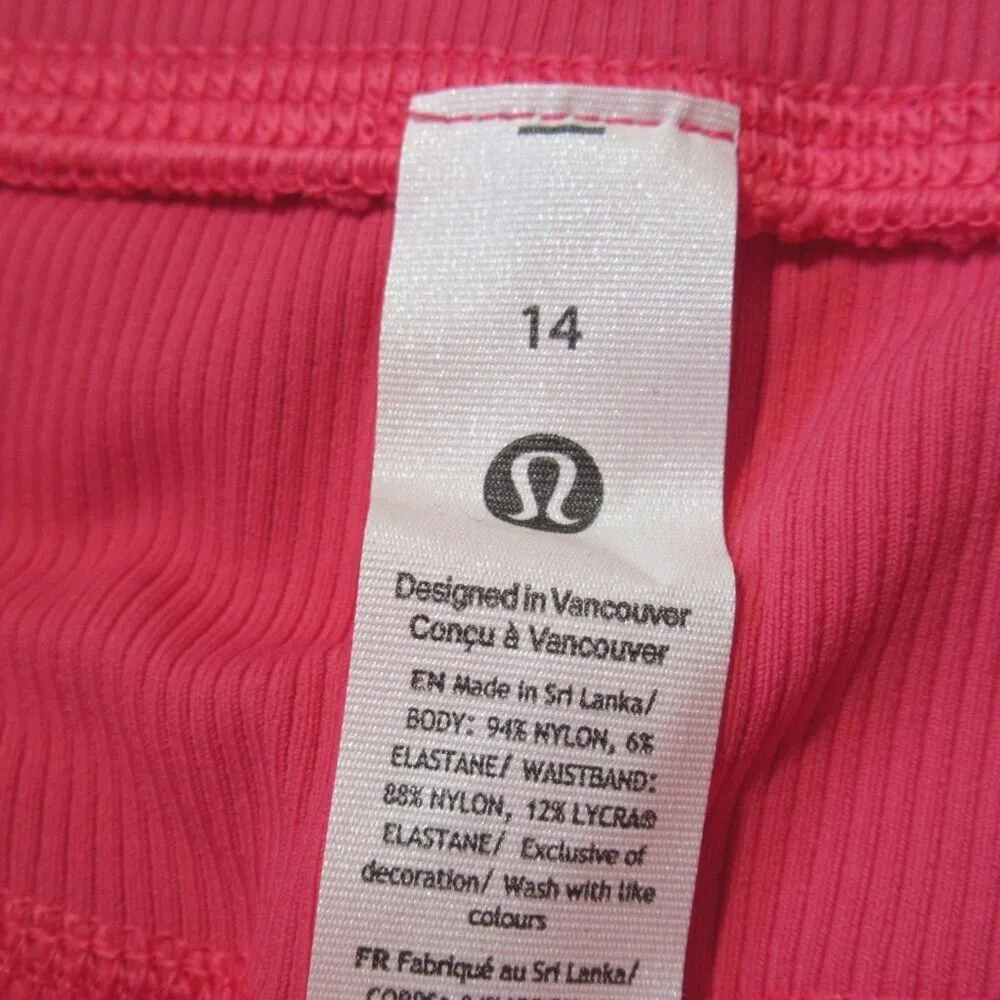 14
Designed in Vancouver
Conçu à Vancouver
EN Made in Sri Lanka/
BODY: 94% NYLON, 6%
ELASTANE/ WAISTBAND:
88% NYLON, 12% LYCRA®
ELASTANE/ Exclusive of
decoration/ Wash with like
colours
FR Fabriqué au Sri Lanka/